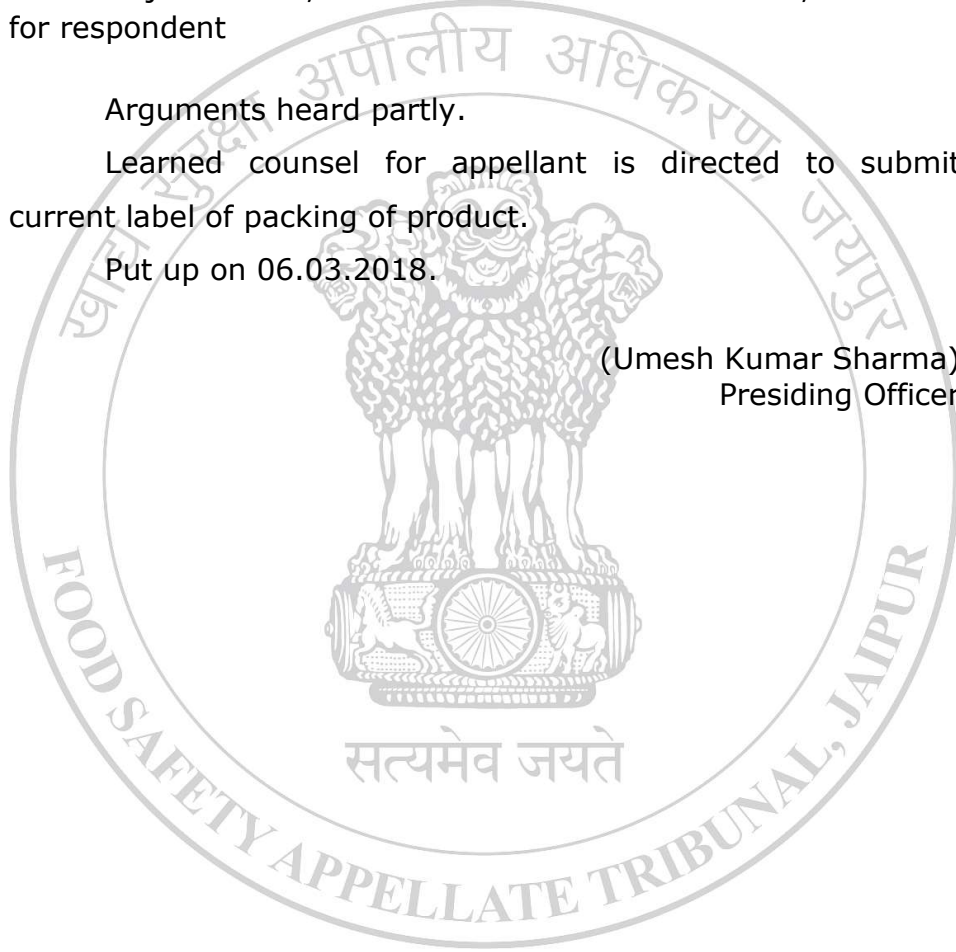 for respondent
Arguments heard partly.
Learned counsel for appellant is directed to submit
current label of packing of product.
Put up on 06.03.2018.
(Umesh Kumar Sharma)
Presiding Officer
खाद्य सुरक्षा अपीलीय अधिकरण, जयपुर
सत्यमेव जयते
FOOD SAFETY APPELLATE TRIBUNAL, JAIPUR